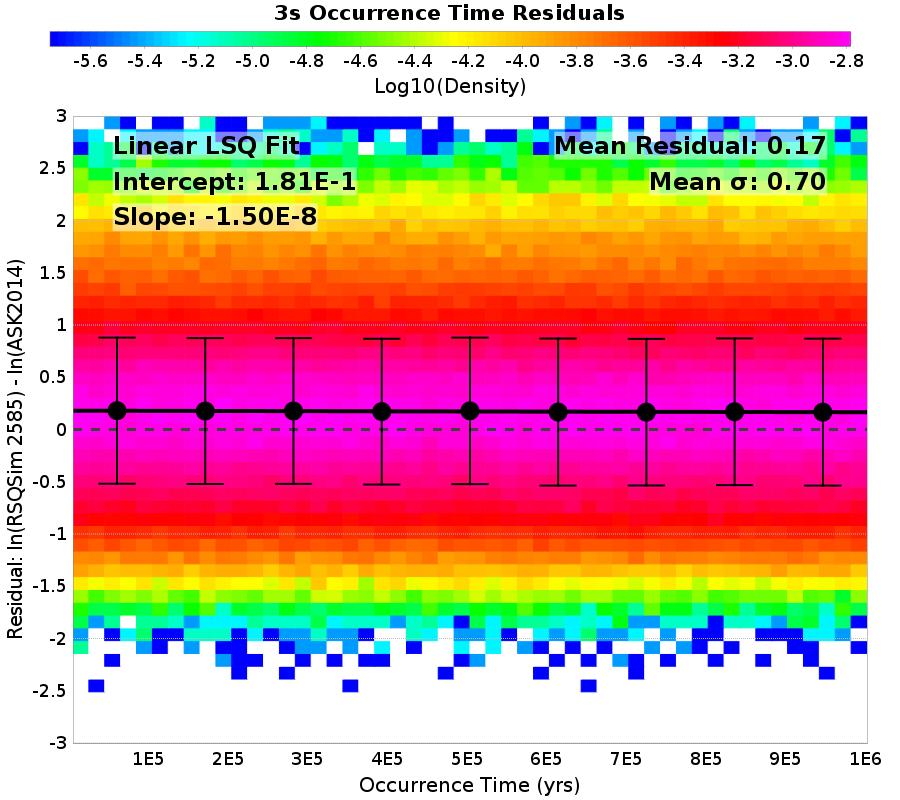 3s Occurrence Time Residuals
-5.6 -5.4 -5.2 -5.0 -4.8 -4.6 -4.4 -4.2 -4.0 -3.8 -3.6 -3.4 -3.2 -3.0 -2.8
Log10(Density)
Linear LSQ Fit
Intercept: 1.81E-1
Slope: -1.50E-8
Mean Residual: 0.17
Mean σ: 0.70
Residual: ln(RSQSim 2585) - ln(ASK2014)
3
2.5
2
1.5
1
0.5
0
-0.5
-1
-1.5
-2
-2.5
-3
1E5 2E5 3E5 4E5 5E5 6E5 7E5 8E5 9E5 1E6
Occurrence Time (yrs)